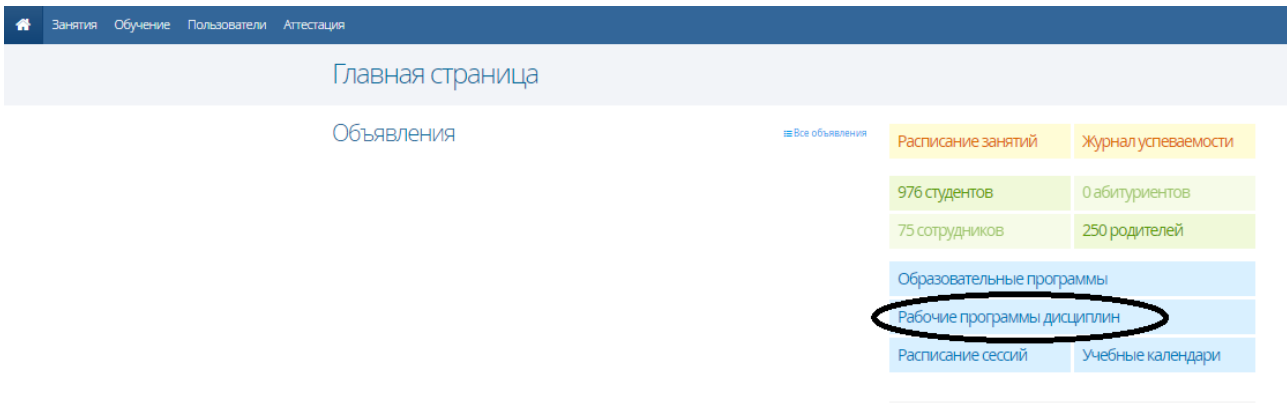 Занятия Обучение Пользователи Аттестация
Главная страница
Объявления
Все объявления
Расписание занятий Журнал успеваемости
976 студентов 0 абитуриентов
75 сотрудников 250 родителей
Образовательные программы
Рабочие программы дисциплин
Расписание сессий Учебные календари